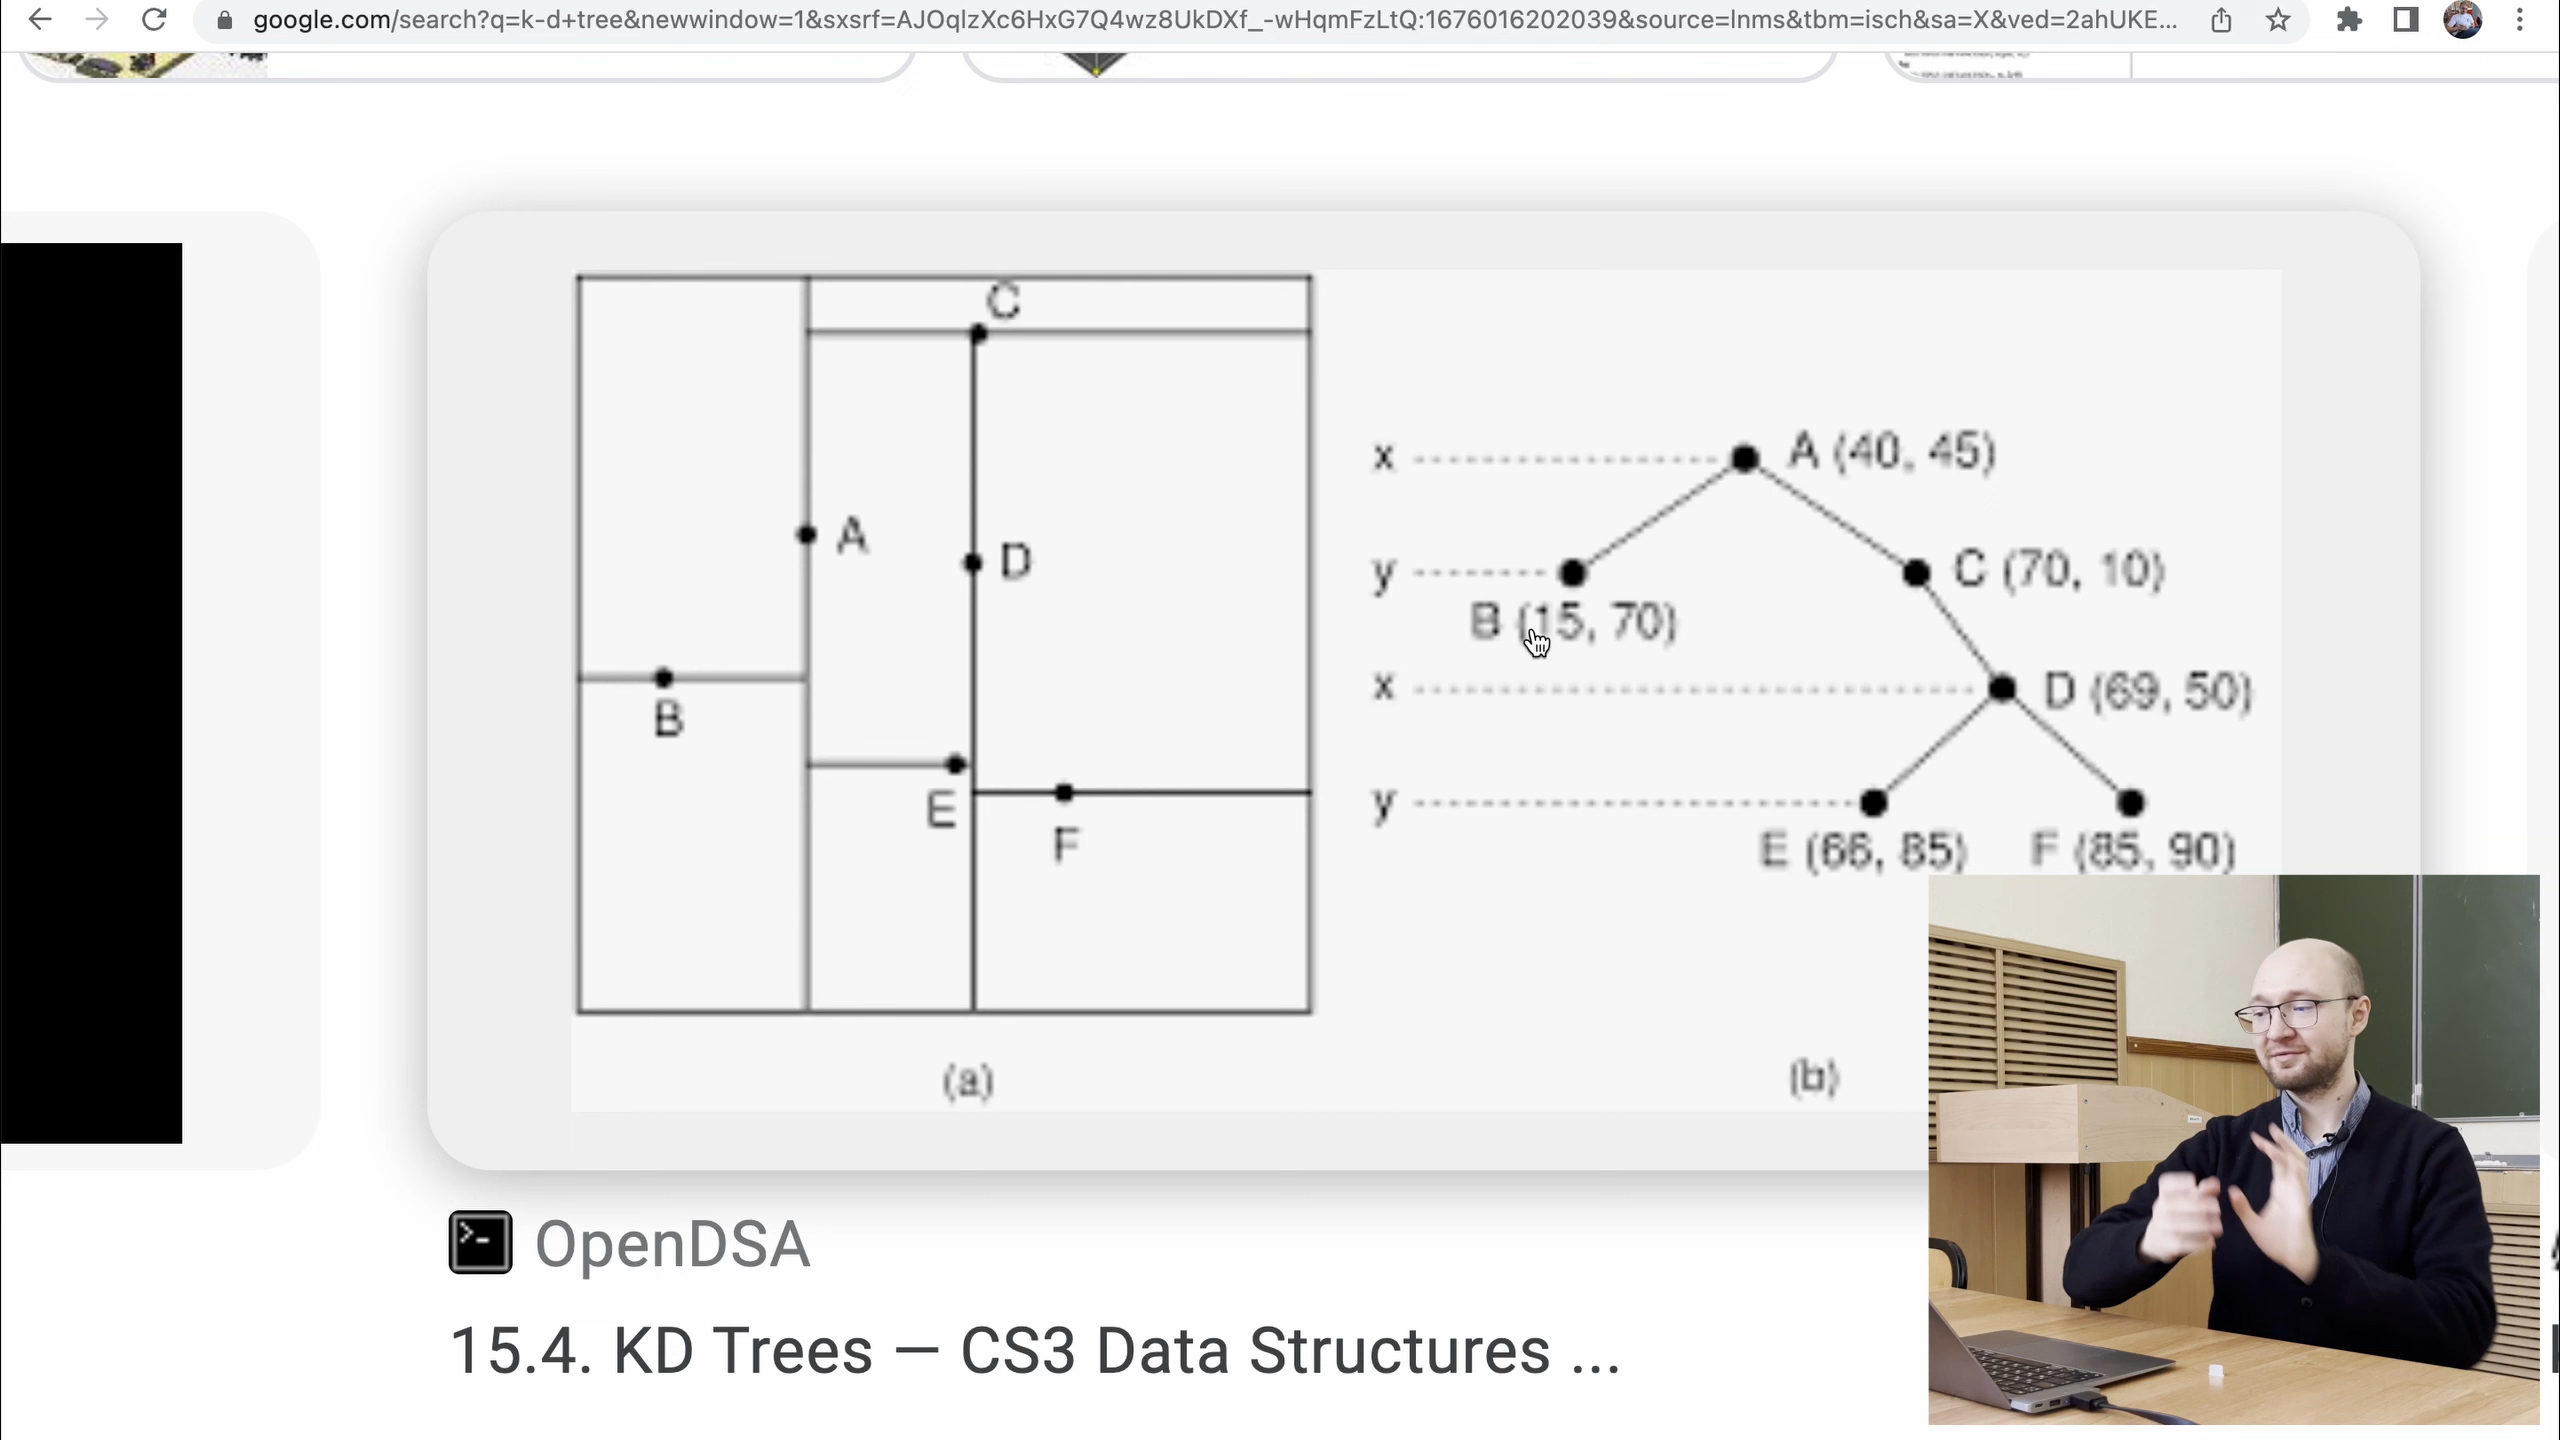 google.com/search?q=k-d+tree&newwindow=1&sxsrf=AJOqlzXc6HxG7Q4wz8UkDXf_-wHqmFzLtQ:1676016202039&source=lnms&tbm=isch&sa=X&ved=2ahUKE...
C
A
D
B
E
F
x
A (40, 45)
y
C (70, 10)
B (15, 70)
x
D (69, 50)
y
E (66, 85) F (85, 90)
(a)
(b)
OpenDSA
15.4. KD Trees — CS3 Data Structures ...